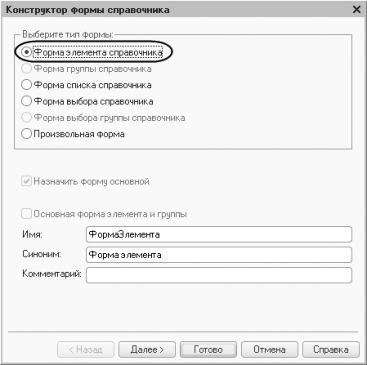 Конструктор формы справочника
Выберите тип формы:
Форма элемента справочника
Форма группы справочника
Форма списка справочника
Форма выбора справочника
Форма выбора группы справочника
Произвольная форма
Назначить форму основной
Основная форма элемента и группы
Имя: ФормаЭлемента
Синоним: Форма элемента
Комментарий:
< Назад Далее > Готово Отмена Справка